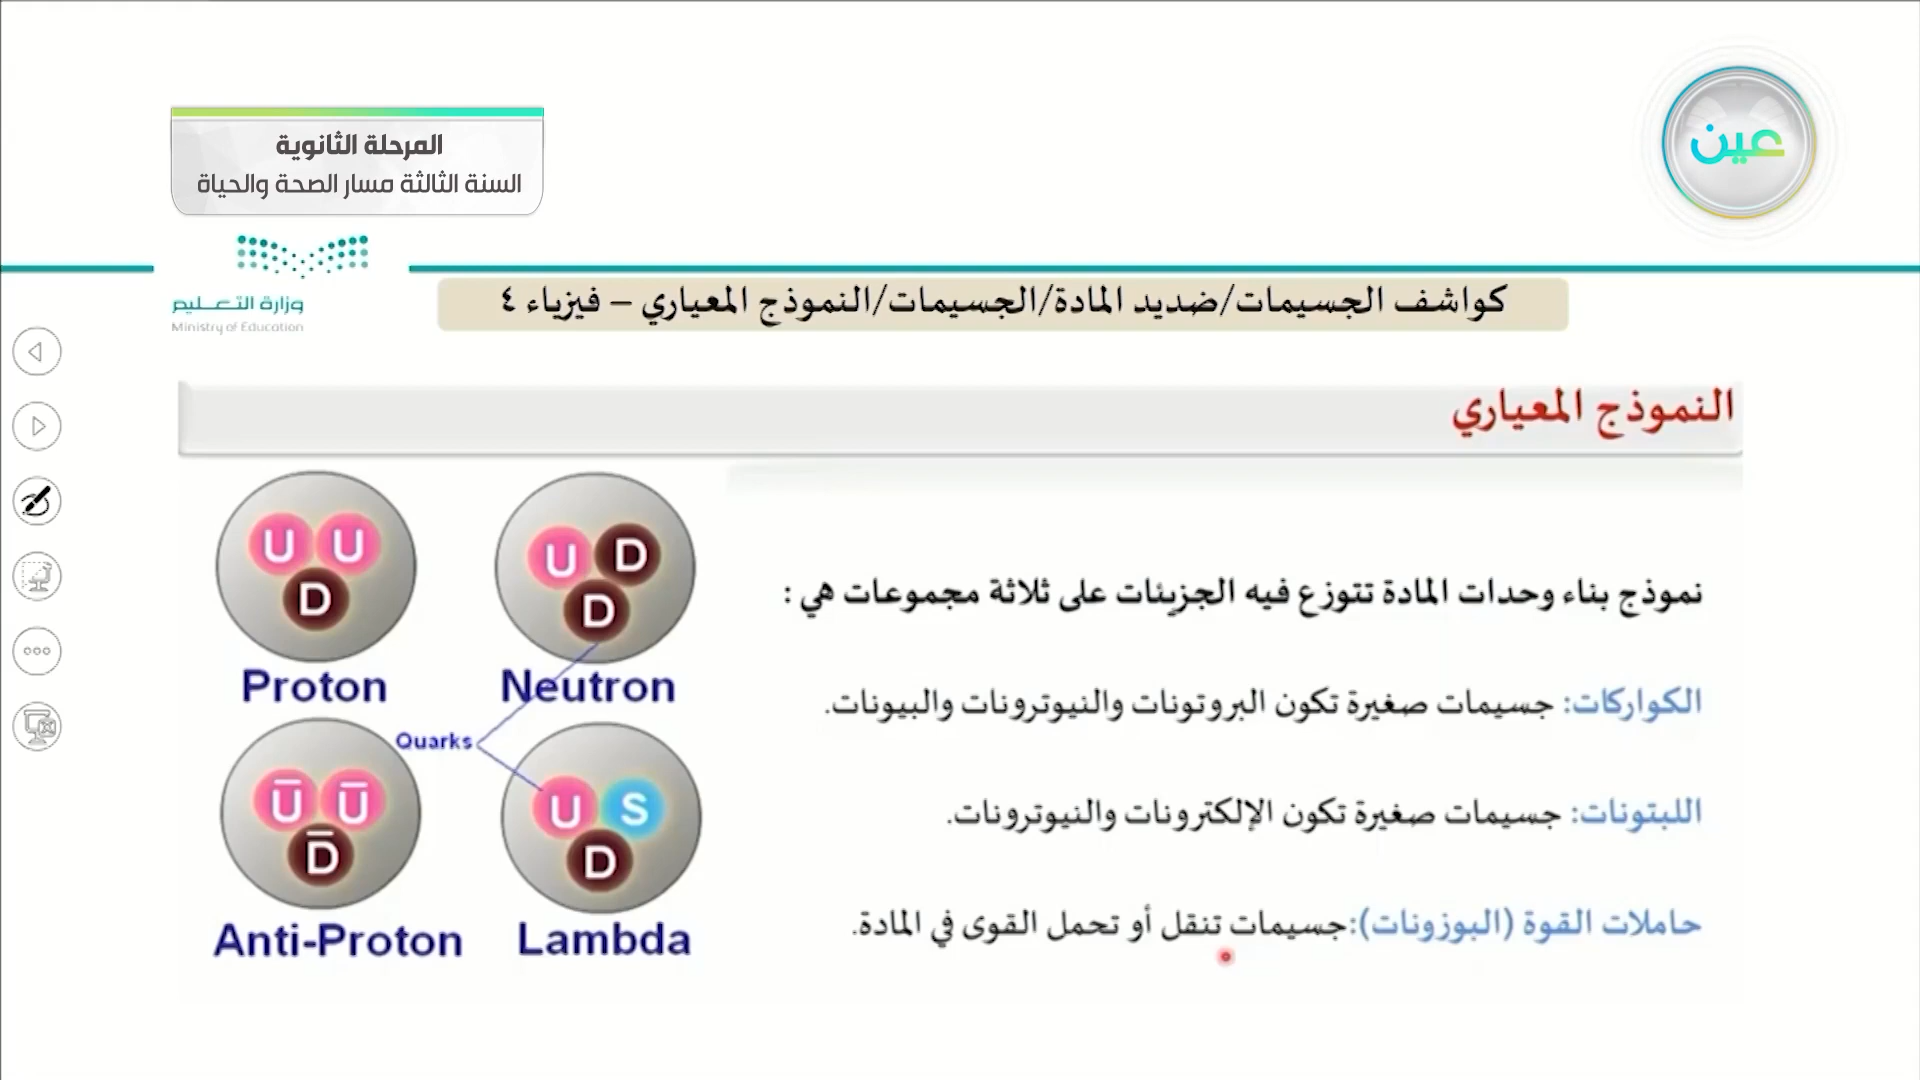 المرحلة الثانوية
السنة الثالثة مسار الصحة والحياة
عين
وزارة التعليم
Ministry of Education
كواشف الجسيمات/ضديد المادة/الجسيمات/النموذج المعياري – فيزياء ٤
النموذج المعياري
نموذج بناء وحدات المادة تتوزع فيه الجزيئات على ثلاثة مجموعات هي :
الكواركات: جسيمات صغيرة تكون البروتونات والنيوترونات والبيونات.
اللبتونات: جسيمات صغيرة تكون الإلكترونات والنيوترونات.
حاملات القوة (البوزونات):جسيمات تنقل أو تحمل القوى في المادة.
U U
D
Proton
U D
D
Neutron
Quarks
U̅ U̅
D̅
Anti-Proton
U S
D
Lambda